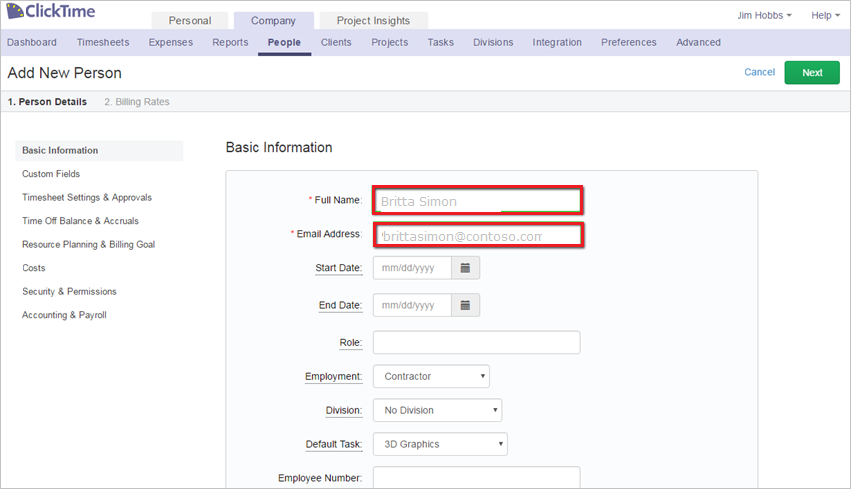 ClickTime
Personal Company Project Insights
Jim Hobbs Help
Dashboard Timesheets Expenses Reports People Clients Projects Tasks Divisions Integration Preferences Advanced
Add New Person
Cancel Next
1. Person Details 2. Billing Rates
Basic Information
Custom Fields
Timesheet Settings & Approvals
Time Off Balance & Accruals
Resource Planning & Billing Goal
Costs
Security & Permissions
Accounting & Payroll
Basic Information
* Full Name: Britta Simon
* Email Address: 'brittasimon@contoso.com
Start Date: mm/dd/yyyy
End Date: mm/dd/yyyy
Role:
Employment: Contractor
Division: No Division
Default Task: 3D Graphics
Employee Number: